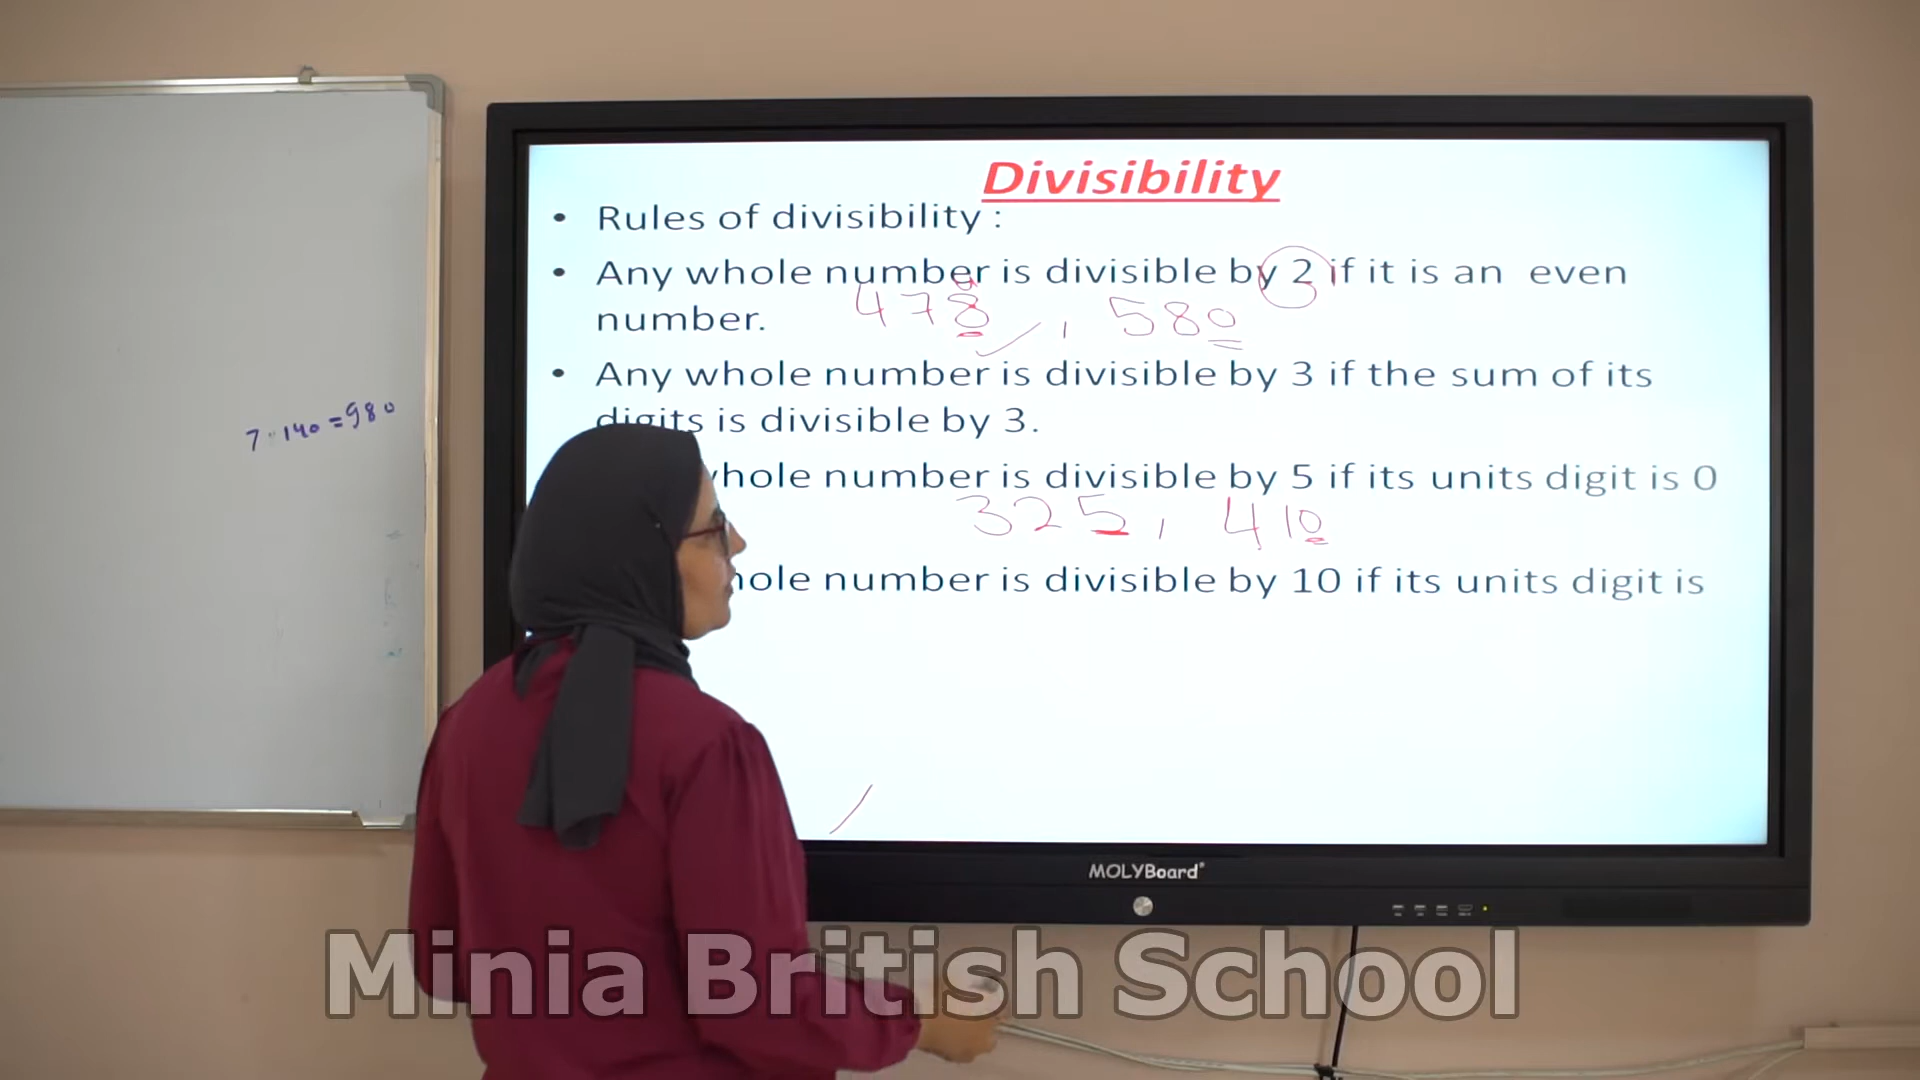 Divisibility
• Rules of divisibility :
• Any whole number is divisible by 2 if it is an even
number.
478 , 580
• Any whole number is divisible by 3 if the sum of its
digits is divisible by 3.
whole number is divisible by 5 if its units digit is 0
325 , 410
whole number is divisible by 10 if its units digit is
7 · 140 = 980
MOLYBoard
Minia British School